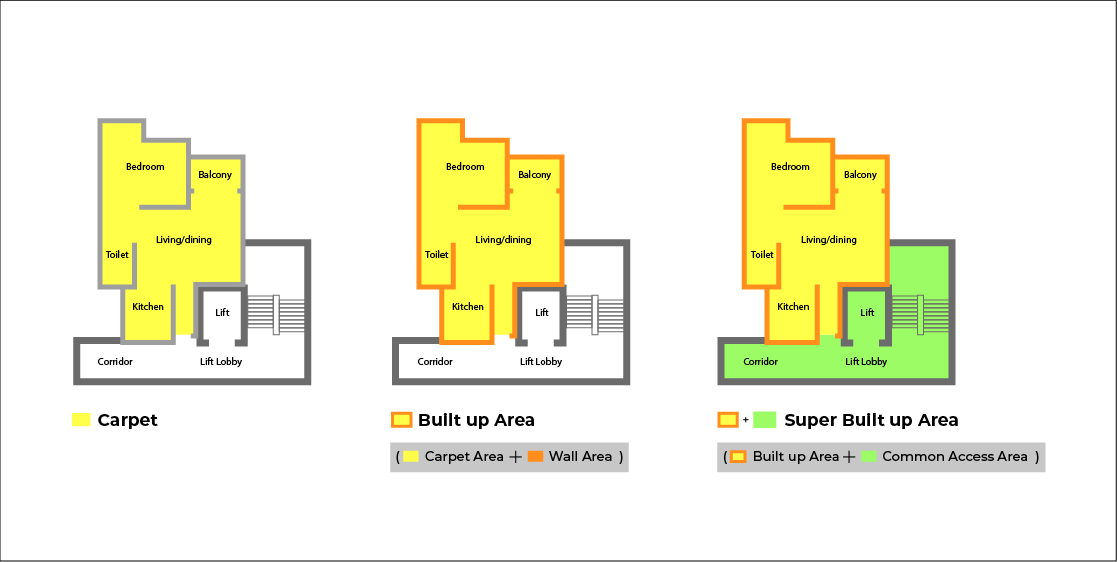 Bedroom
Balcony
Living/dining
Toilet
Kitchen
Lift
Corridor
Lift Lobby
Carpet
Bedroom
Balcony
Living/dining
Toilet
Kitchen
Lift
Corridor
Lift Lobby
Built up Area
( Carpet Area + Wall Area )
Bedroom
Balcony
Living/dining
Toilet
Kitchen
Lift
Corridor
Lift Lobby
+ Super Built up Area
( Built up Area + Common Access Area )